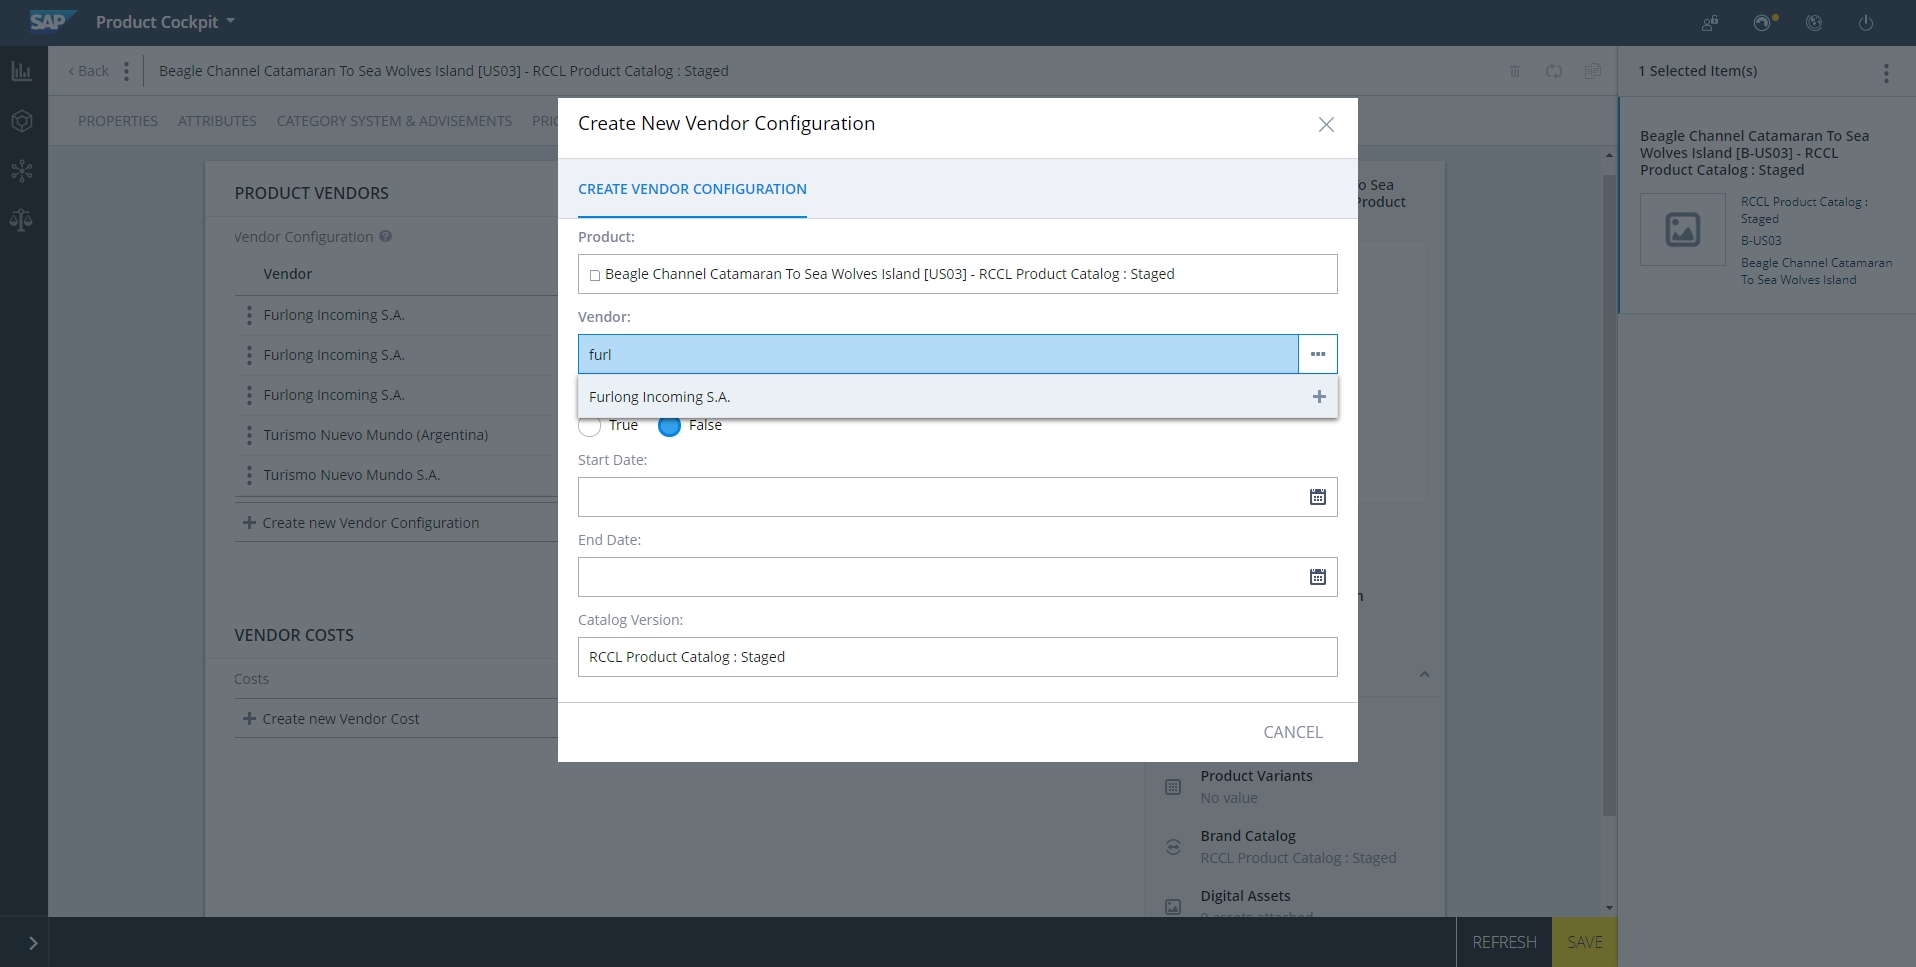 SAP
Product Cockpit
Back
Beagle Channel Catamaran To Sea Wolves Island [US03] - RCCL Product Catalog : Staged
1 Selected Item(s)
PROPERTIES
ATTRIBUTES
CATEGORY SYSTEM & ADVISEMENTS
PRIC
PRODUCT VENDORS
Vendor Configuration
Vendor
Furlong Incoming S.A.
Furlong Incoming S.A.
Furlong Incoming S.A.
Turismo Nuevo Mundo (Argentina)
Turismo Nuevo Mundo S.A.
Create new Vendor Configuration
VENDOR COSTS
Costs
Create new Vendor Cost
Create New Vendor Configuration
CREATE VENDOR CONFIGURATION
Product:
Beagle Channel Catamaran To Sea Wolves Island [US03] - RCCL Product Catalog : Staged
Vendor:
furl
Furlong Incoming S.A.
True
False
Start Date:
End Date:
Catalog Version:
RCCL Product Catalog : Staged
CANCEL
o Sea
Product
n
Product Variants
No value
Brand Catalog
RCCL Product Catalog : Staged
Digital Assets
0 assets attached
Beagle Channel Catamaran To Sea
Wolves Island [B-US03] - RCCL
Product Catalog : Staged
RCCL Product Catalog :
Staged
B-US03
Beagle Channel Catamaran
To Sea Wolves Island
REFRESH
SAVE